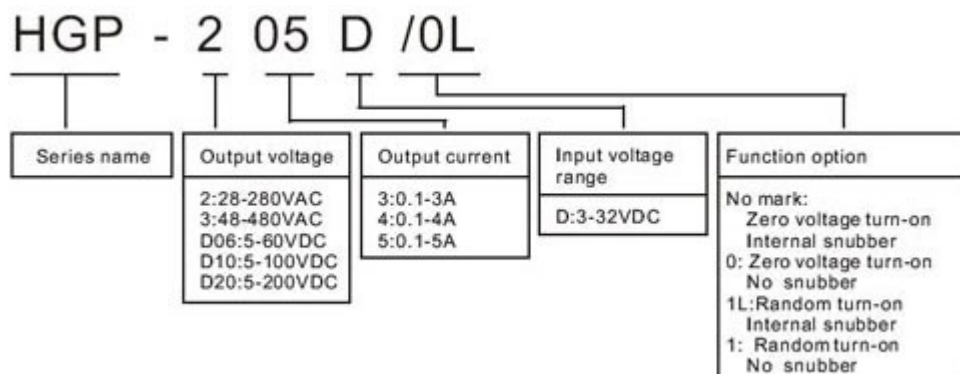 HGP - 2 05 D /0L
Series name
Output voltage
2:28-280VAC
3:48-480VAC
D06:5-60VDC
D10:5-100VDC
D20:5-200VDC
Output current
3:0.1-3A
4:0.1-4A
5:0.1-5A
Input voltage
range
D:3-32VDC
Function option
No mark:
Zero voltage turn-on
Internal snubber
0: Zero voltage turn-on
No snubber
1L:Random turn-on
Internal snubber
1: Random turn-on
No snubber